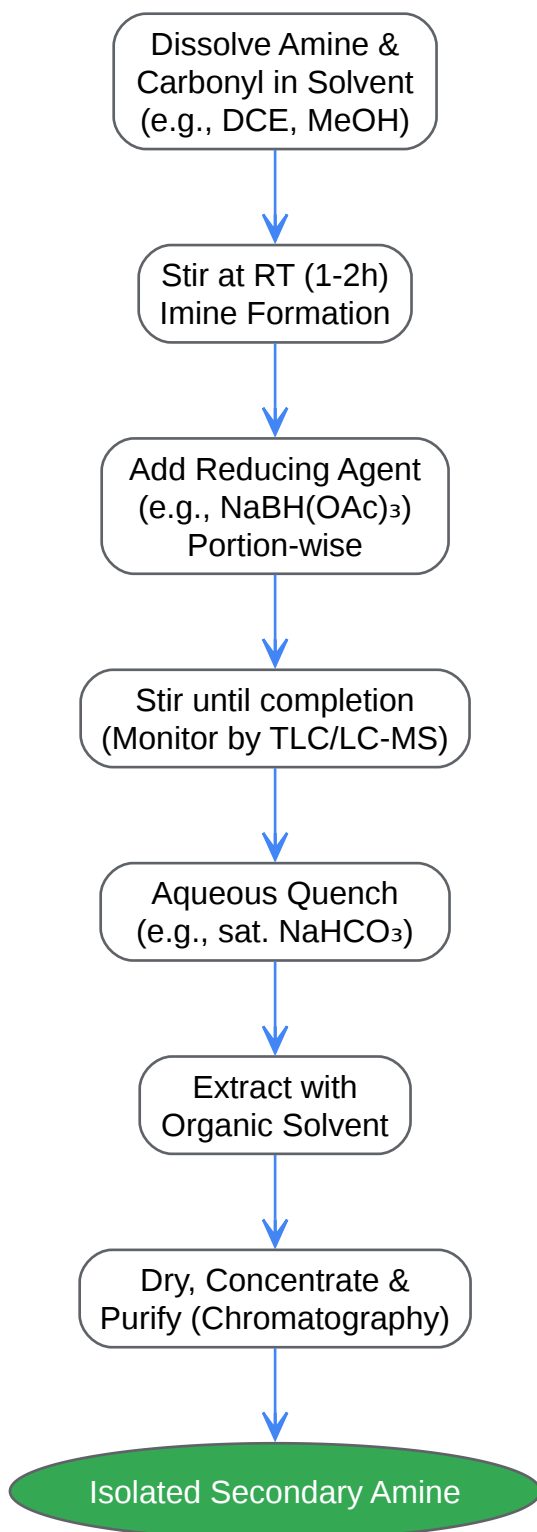 Dissolve Amine &
Carbonyl in Solvent
(e.g., DCE, MeOH)
Stir at RT (1-2h)
Imine Formation
Add Reducing Agent
(e.g., NaBH(OAc)₃)
Portion-wise
Stir until completion
(Monitor by TLC/LC-MS)
Aqueous Quench
(e.g., sat. NaHCO₃)
Extract with
Organic Solvent
Dry, Concentrate &
Purify (Chromatography)
Isolated Secondary Amine